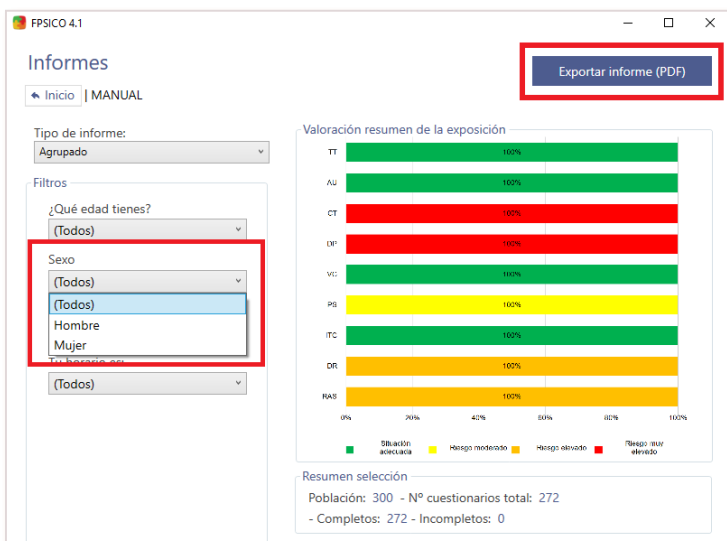 FPSICO 4.1
Informes
Exportar informe (PDF)
Inicio | MANUAL
Tipo de informe:
Agrupado
Filtros
¿Qué edad tienes?
(Todos)
Sexo
(Todos)
(Todos)
Hombre
Mujer
Tu horario es:
(Todos)
Valoración resumen de la exposición
TT 100%
AU 100%
CT 100%
DP 100%
VC 100%
PS 100%
ITC 100%
DR 100%
RAS 100%
0% 20% 40% 60% 80% 100%
Situación adecuada
Riesgo moderado
Riesgo elevado
Riesgo muy elevado
Resumen selección
Población: 300 - Nº cuestionarios total: 272
- Completos: 272 - Incompletos: 0